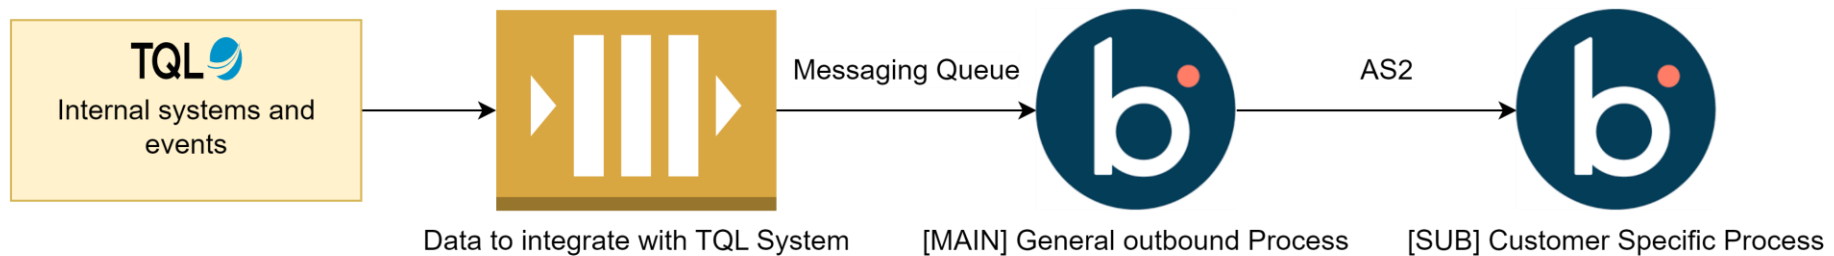 TQL
Internal systems and
events
Messaging Queue
AS2
Data to integrate with TQL System
[MAIN] General outbound Process
[SUB] Customer Specific Process